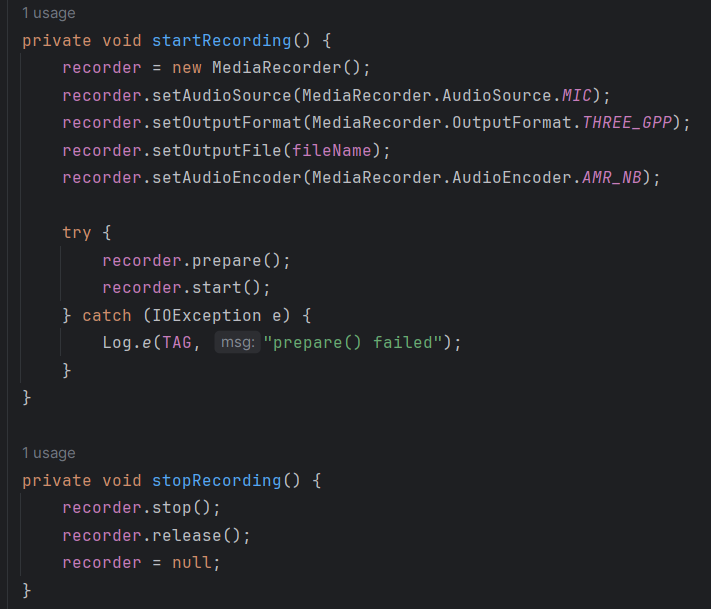 1 usage
private void startRecording() {
    recorder = new MediaRecorder();
    recorder.setAudioSource(MediaRecorder.AudioSource.MIC);
    recorder.setOutputFormat(MediaRecorder.OutputFormat.THREE_GPP);
    recorder.setOutputFile(fileName);
    recorder.setAudioEncoder(MediaRecorder.AudioEncoder.AMR_NB);

    try {
        recorder.prepare();
        recorder.start();
    } catch (IOException e) {
        Log.e(TAG, msg: "prepare() failed");
    }
}

1 usage
private void stopRecording() {
    recorder.stop();
    recorder.release();
    recorder = null;
}